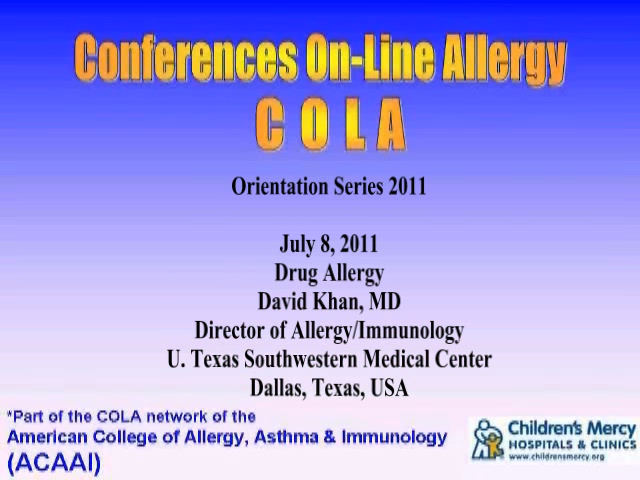 Conferences On-Line Allergy
C O L A
Orientation Series 2011
July 8, 2011
Drug Allergy
David Khan, MD
Director of Allergy/Immunology
U. Texas Southwestern Medical Center
Dallas, Texas, USA
*Part of the COLA network of the
American College of Allergy, Asthma & Immunology
(ACAAI)
Children's Mercy
HOSPITALS & CLINICS
www.childrensmercy.org